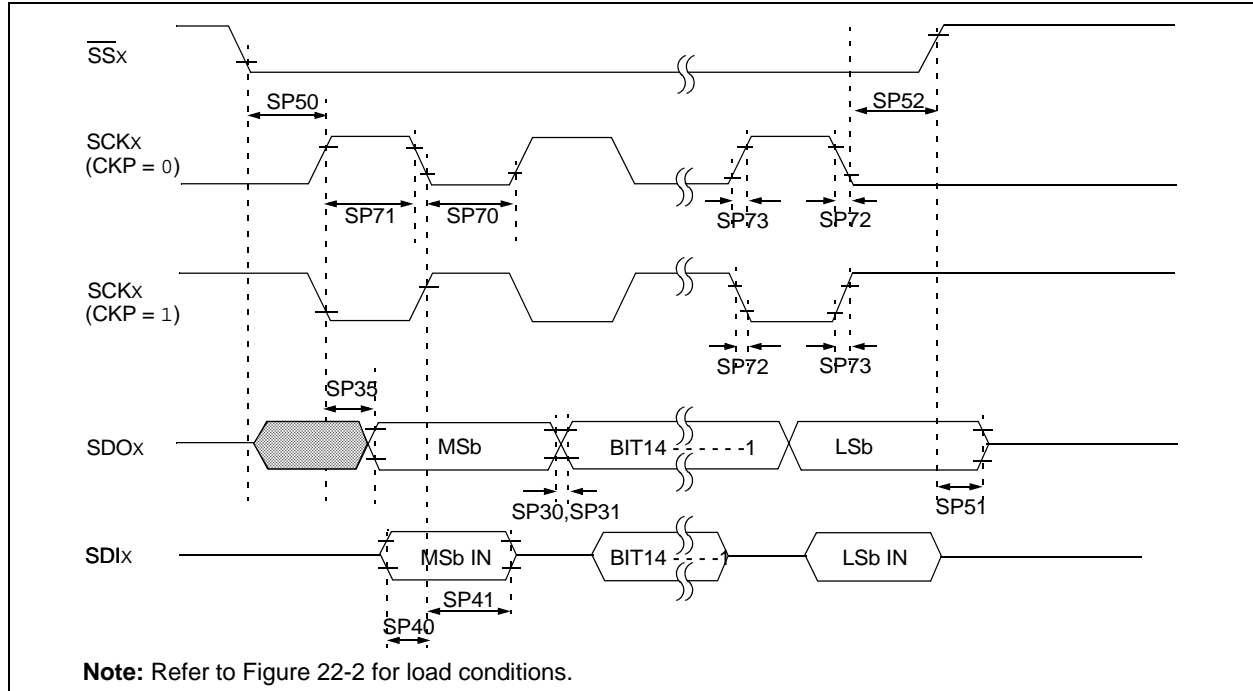 SSx
SP50
SP52
SCKx
(CKP = 0)
SP71
SP70
SP73
SP72
SCKx
(CKP = 1)
SP72
SP73
SP35
SDOx
MSb
BIT14 - - - - - -1
LSb
SP30,SP31
SP51
SDIx
MSb IN
BIT14 - - - - -1
LSb IN
SP41
SP40
Note: Refer to Figure 22-2 for load conditions.